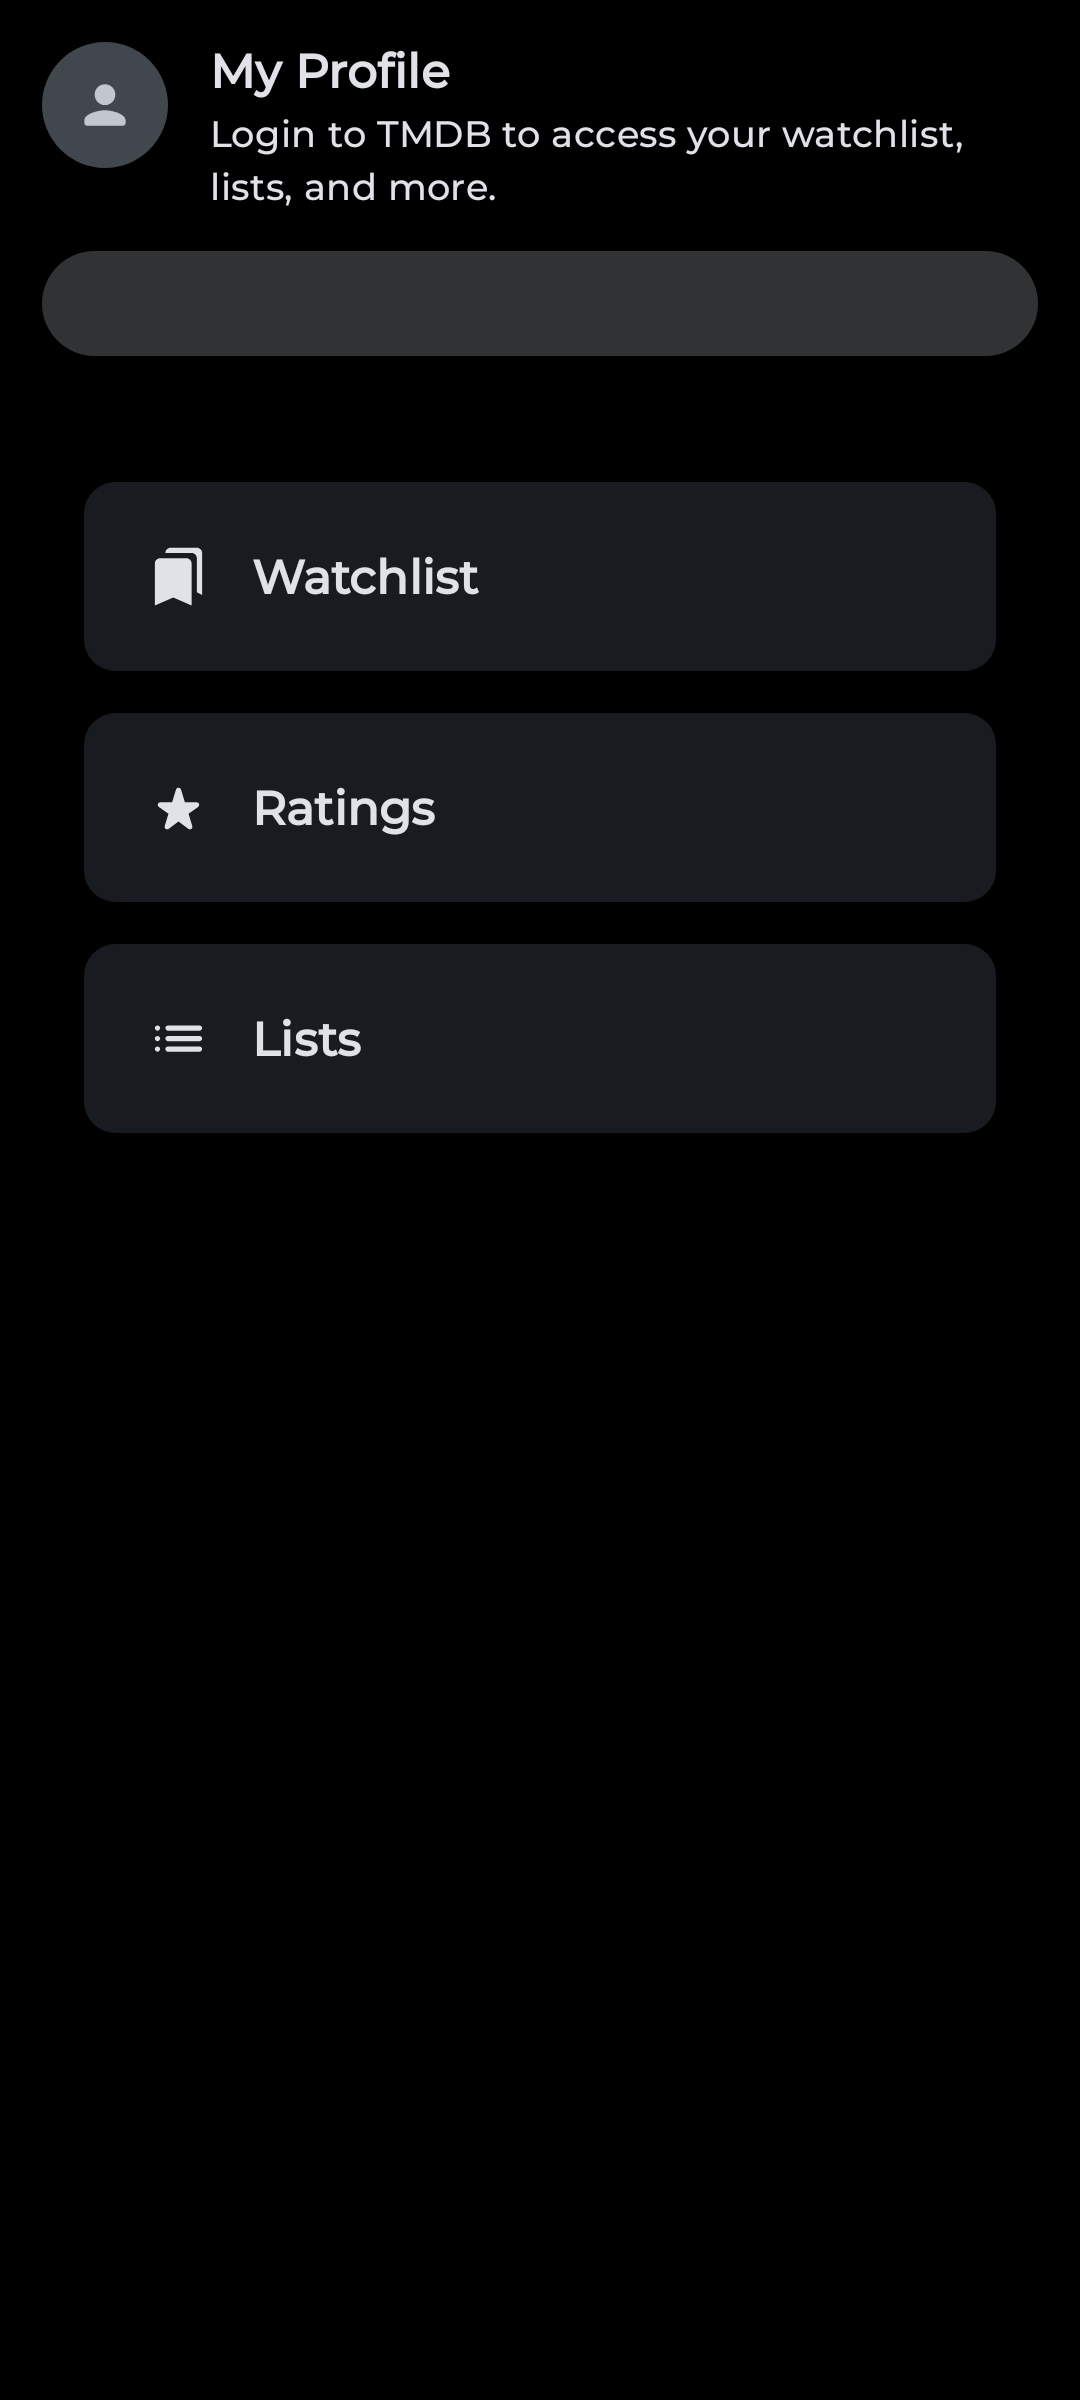 My Profile
Login to TMDB to access your watchlist,
lists, and more.
Watchlist
Ratings
Lists